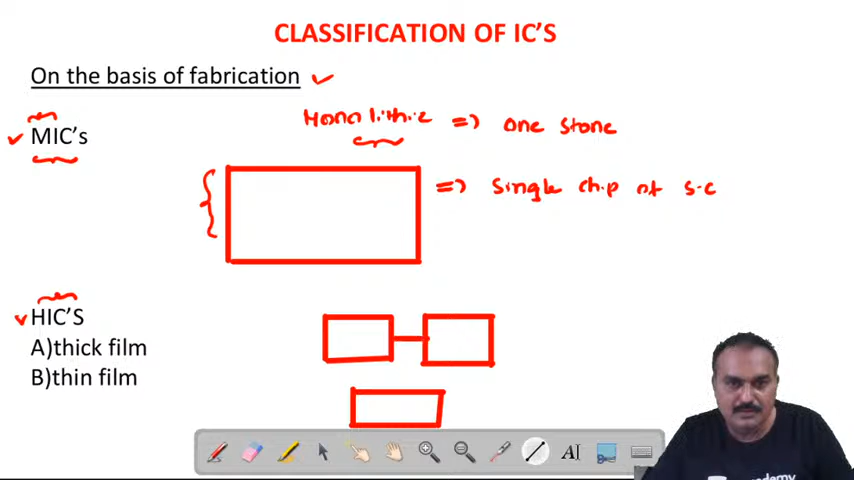 CLASSIFICATION OF IC'S
On the basis of fabrication
Monolithic => one stone
MIC's
=> Single chip of s.c
HIC'S
A)thick film
B)thin film
AI